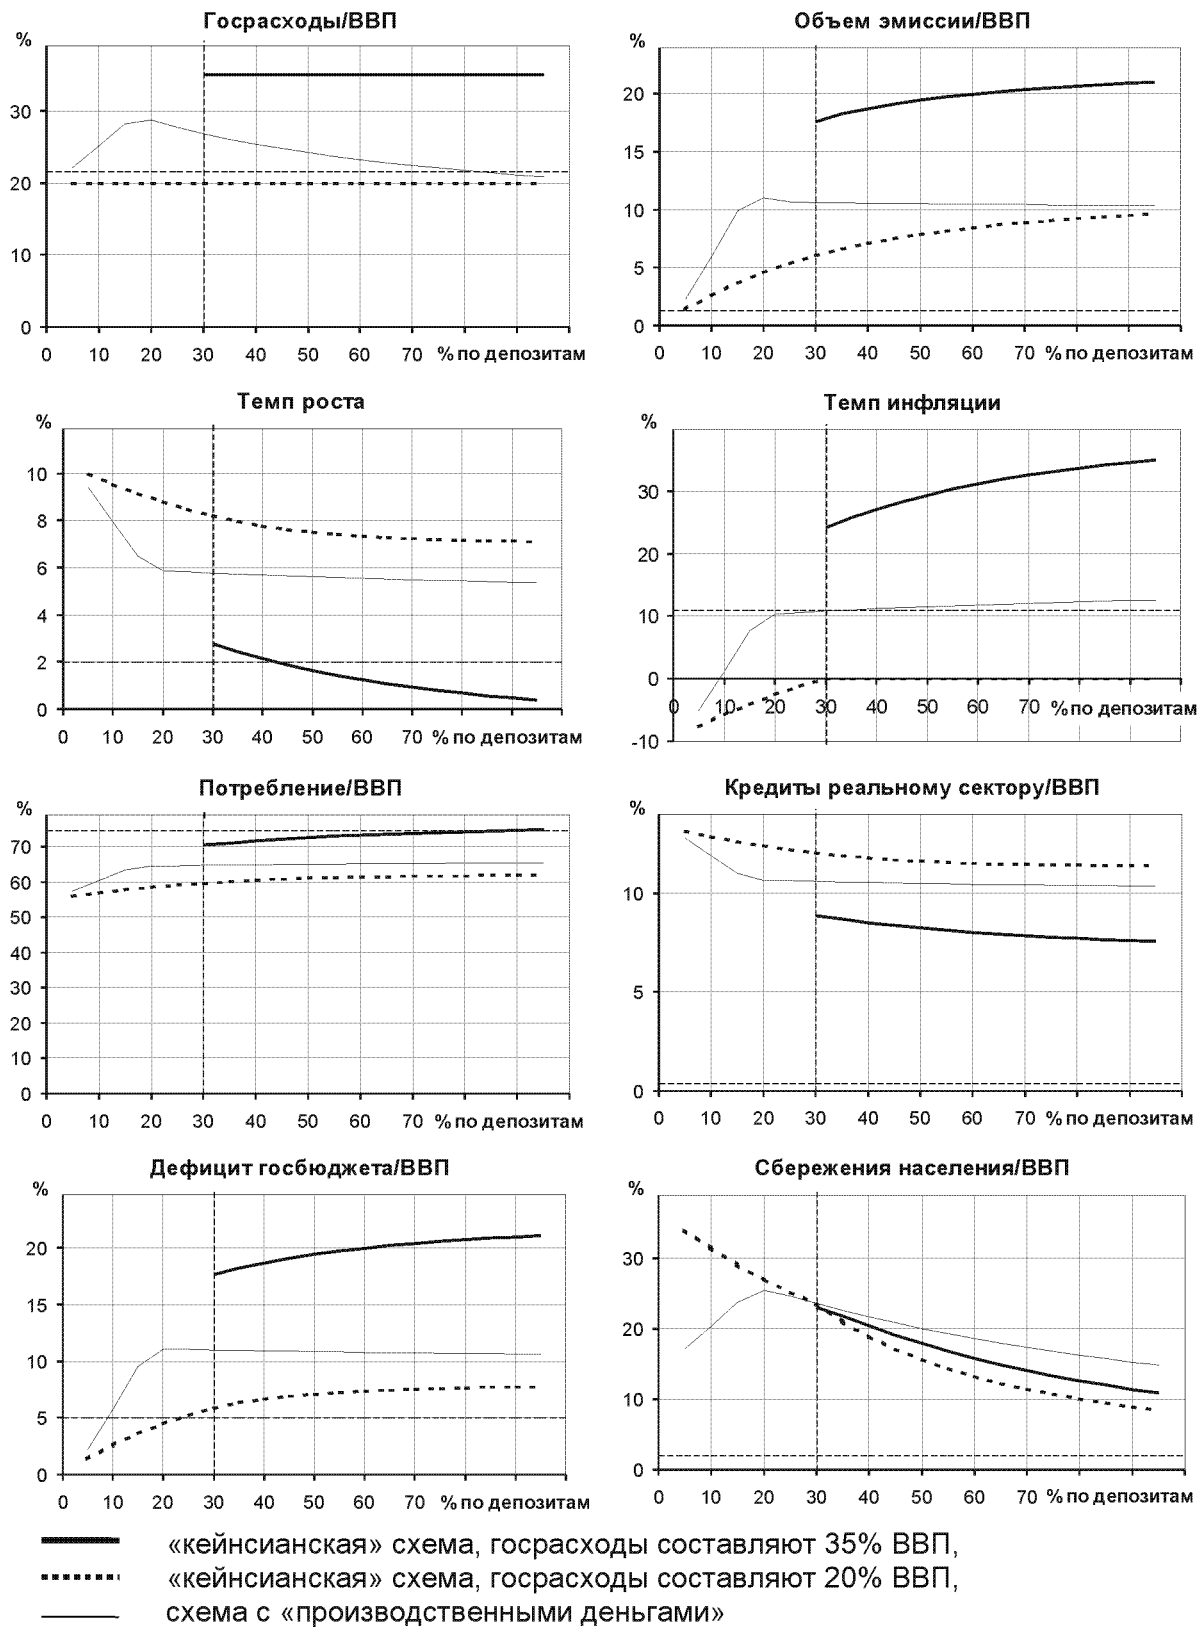 Госрасходы/ВВП
%
30
20
10
0
0 10 20 30 40 50 60 70 % по депозитам
Объем эмиссии/ВВП
%
20
15
10
5
0
0 10 20 30 40 50 60 70 % по депозитам
Темп роста
%
10
8
6
4
2
0
0 10 20 30 40 50 60 70 % по депозитам
Темп инфляции
%
30
20
10
0
-10
0 10 20 30 40 50 60 70 % по депозитам
Потребление/ВВП
%
70
60
50
40
30
20
10
0
0 10 20 30 40 50 60 70 % по депозитам
Кредиты реальному сектору/ВВП
%
10
5
0
0 10 20 30 40 50 60 70 % по депозитам
Дефицит госбюджета/ВВП
%
20
15
10
5
0
0 10 20 30 40 50 60 70 % по депозитам
Сбережения населения/ВВП
%
30
20
10
0
0 10 20 30 40 50 60 70 % по депозитам
«кейнсианская» схема, госрасходы составляют 35% ВВП,
«кейнсианская» схема, госрасходы составляют 20% ВВП,
схема с «производственными деньгами»